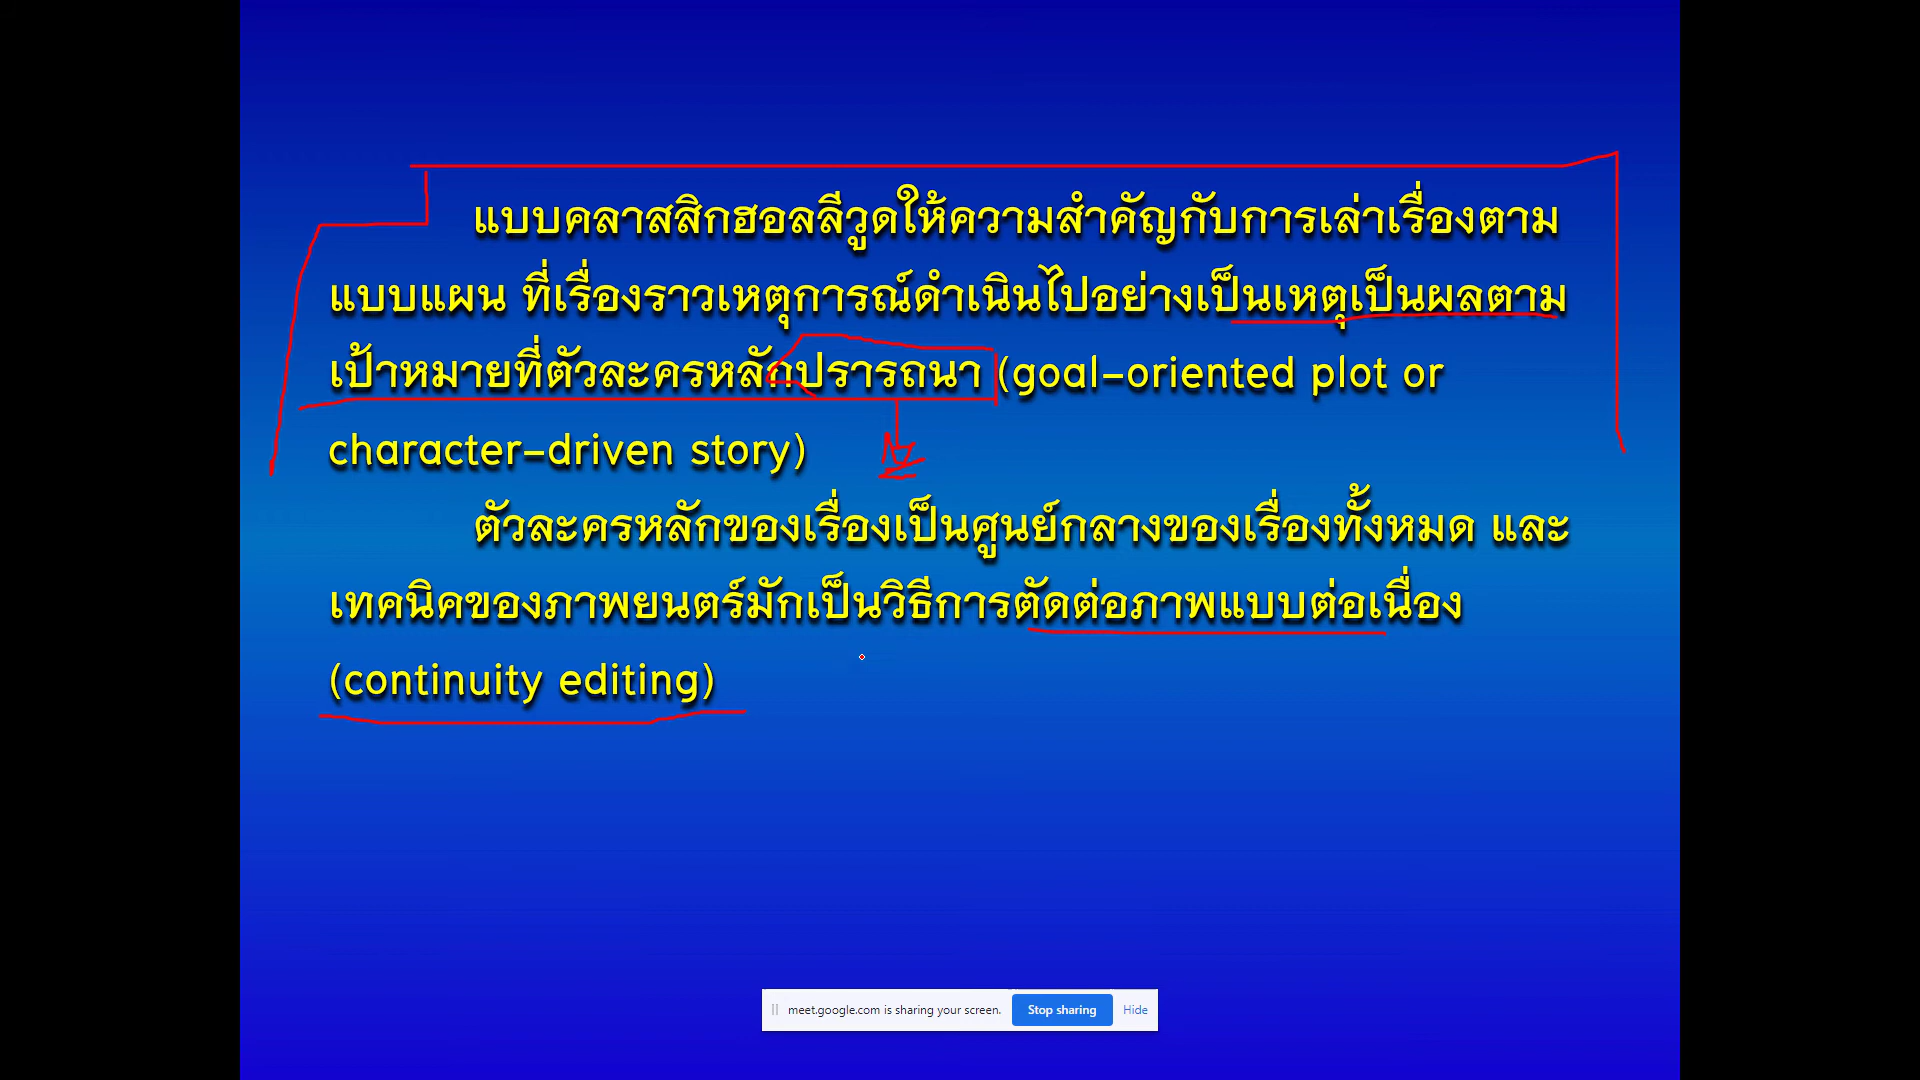 แบบคลาสสิกฮอลลีวูดให้ความสำคัญกับการเล่าเรื่องตาม
แบบแผน ที่เรื่องราวเหตุการณ์ดำเนินไปอย่างเป็นเหตุเป็นผลตาม
เป้าหมายที่ตัวละครหลักปรารถนา (goal-oriented plot or
character-driven story)
ตัวละครหลักของเรื่องเป็นศูนย์กลางของเรื่องทั้งหมด และ
เทคนิคของภาพยนตร์มักเป็นวิธีการตัดต่อภาพแบบต่อเนื่อง
(continuity editing)
meet.google.com is sharing your screen. Stop sharing Hide